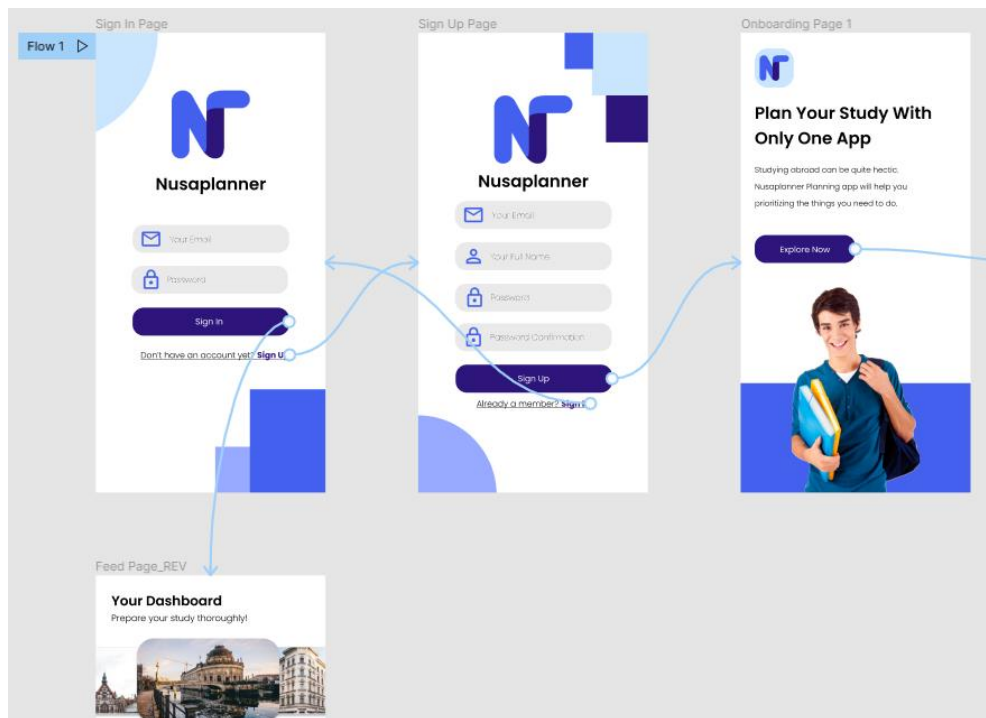 Sign In Page
Sign Up Page
Onboarding Page 1
Flow 1
Nusaplanner
Your Email
Password
Sign In
Don't have an account yet? Sign U
Nusaplanner
Your Email
Your Full Name
Password
Password Confirmation
Sign Up
Already a member? Sign
Plan Your Study With
Only One App
Studying abroad can be quite hectic.
Nusaplanner Planning app will help you
prioritizing the things you need to do.
Explore Now
Feed Page_REV
Your Dashboard
Prepare your study thoroughly!